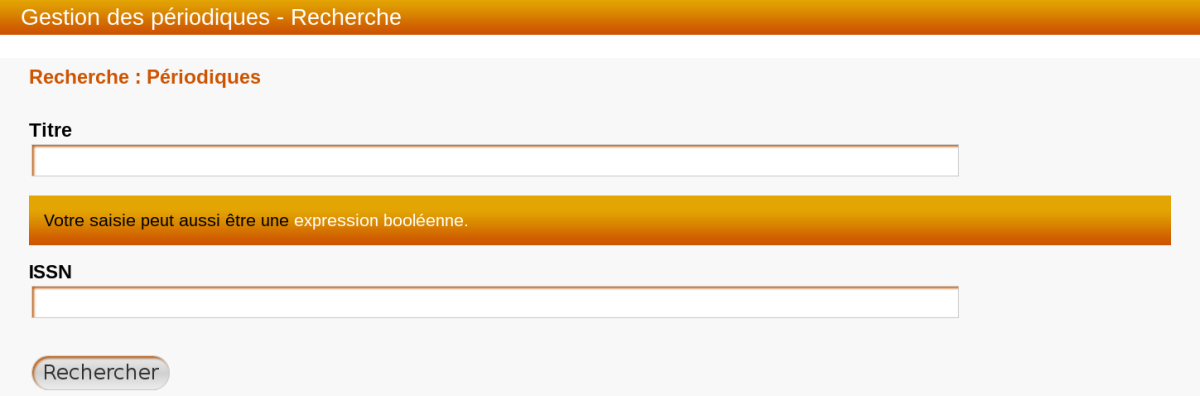 Gestion des périodiques - Recherche
Recherche : Périodiques
Titre
Votre saisie peut aussi être une expression booléenne.
ISSN
Rechercher